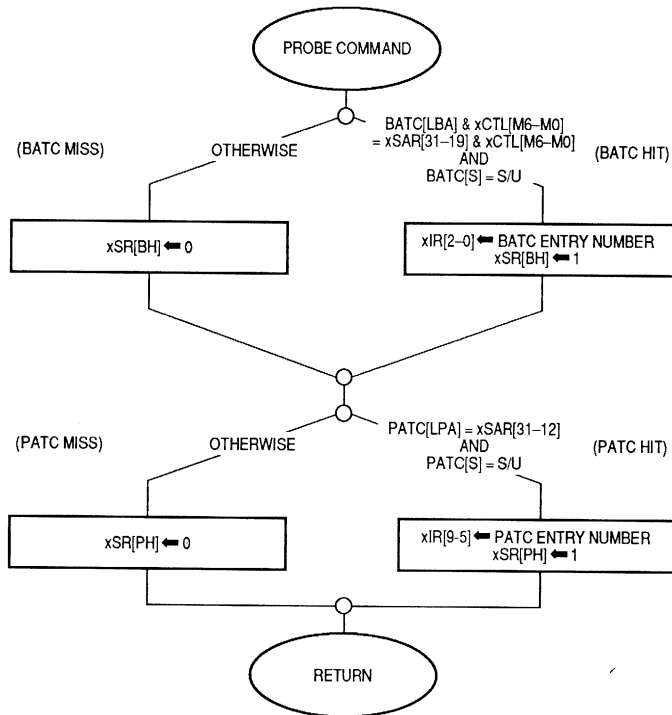 PROBE COMMAND
BATC[LBA] & xCTL[M6–M0]
= xSAR[31–19] & xCTL[M6–M0]
AND
BATC[S] = S/U
(BATC MISS)
OTHERWISE
(BATC HIT)
xSR[BH] ⬅ 0
xIR[2–0] ⬅ BATC ENTRY NUMBER
xSR[BH] ⬅ 1
(PATC MISS)
OTHERWISE
PATC[LPA] = xSAR[31–12]
AND
PATC[S] = S/U
(PATC HIT)
xSR[PH] ⬅ 0
xIR[9-5] ⬅ PATC ENTRY NUMBER
xSR[PH] ⬅ 1
RETURN